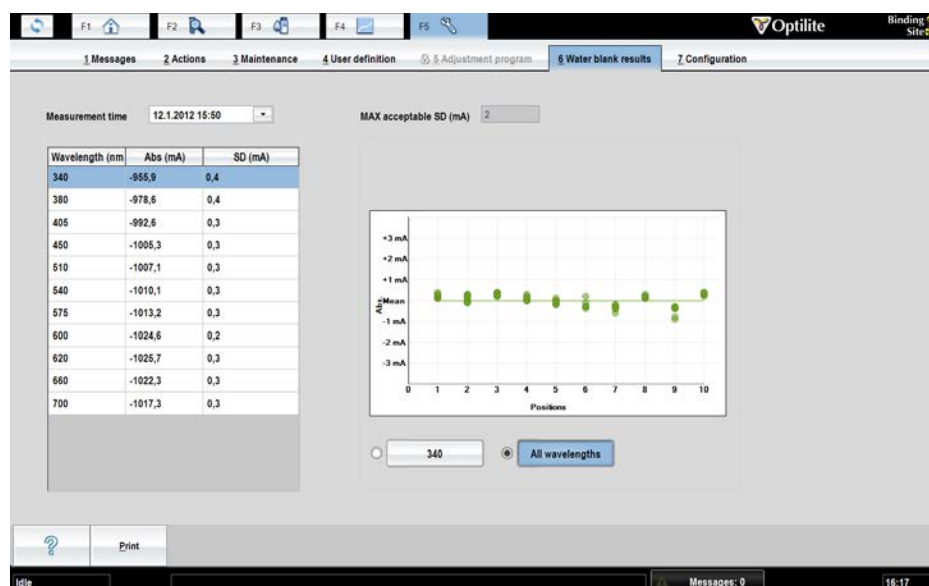 F1 F2 F3 F4 F5 Optilite Binding Site
1 Messages 2 Actions 3 Maintenance 4 User definition 5 Adjustment program 6 Water blank results 7 Configuration
Measurement time 12.1.2012 15:50 MAX acceptable SD (mA) 2
Wavelength (nm Abs (mA) SD (mA)
340 -955,9 0,4
380 -978,6 0,4
405 -992,6 0,3
450 -1005,3 0,3
510 -1007,1 0,3
540 -1010,1 0,3
575 -1013,2 0,3
600 -1024,6 0,2
620 -1025,7 0,3
660 -1022,3 0,3
700 -1017,3 0,3
+3 mA
+2 mA
+1 mA
Mean
-1 mA
-2 mA
-3 mA
Abs.
0 1 2 3 4 5 6 7 8 9 10
Positions
340 All wavelengths
? Print
Idle Messages: 0 16:17